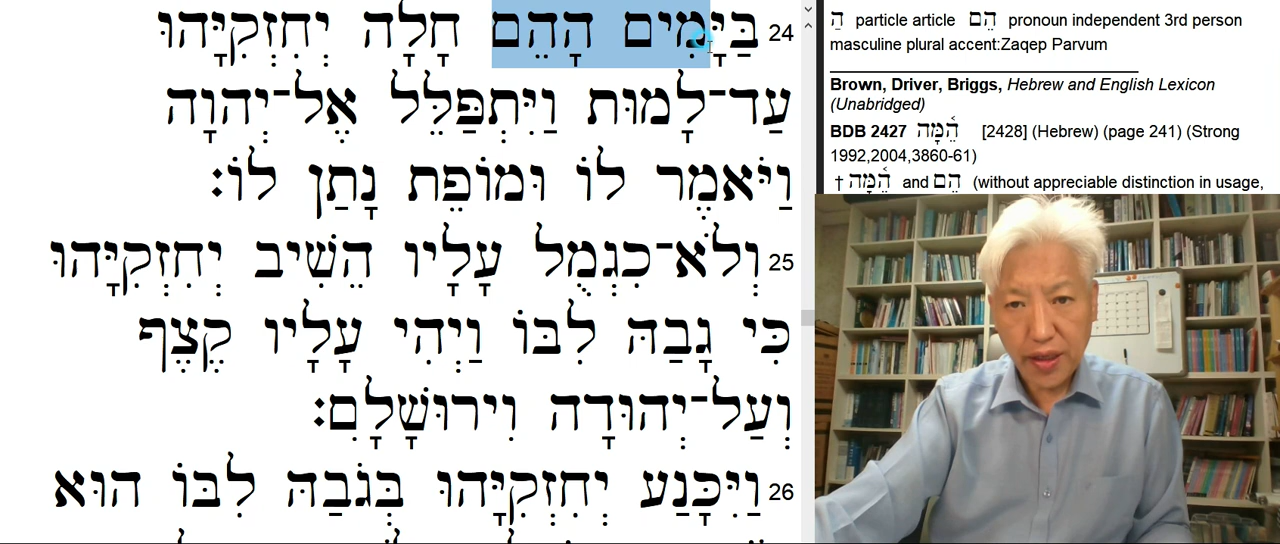 24 בַּיָּמִים הָהֵם חָלָה יְחִזְקִיָּהוּ
עַד־לָמוּת וַיִּתְפַּלֵּל אֶל־יְהוָה
וַיֹּאמֶר לוֹ וּמוֹפֵת נָתַן לוֹ׃
25 וְלֹא־כִגְמֻל עָלָיו הֵשִׁיב יְחִזְקִיָּהוּ
כִּי גָבַהּ לִבּוֹ וַיְהִי עָלָיו קֶצֶף
וְעַל־יְהוּדָה וִירוּשָׁלִָם׃
26 וַיִּכָּנַע יְחִזְקִיָּהוּ בְּגֹבַהּ לִבּוֹ הוּא
הַ particle article הֵם pronoun independent 3rd person
masculine plural accent:Zaqep Parvum
Brown, Driver, Briggs, Hebrew and English Lexicon
(Unabridged)
BDB 2427 הֵ֫מָּה [2428] (Hebrew) (page 241) (Strong
1992,2004,3860-61)
† הֵ֫מָּה and הֵם (without appreciable distinction in usage,